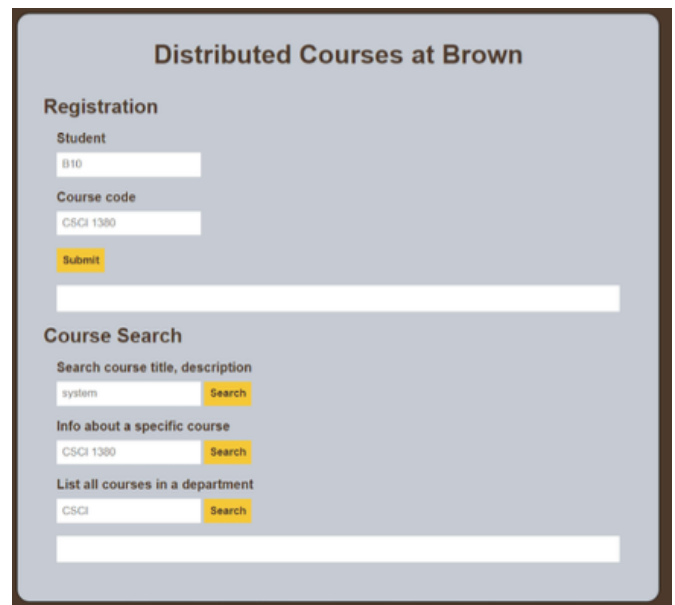 Distributed Courses at Brown
Registration
Student
B10
Course code
CSCI 1380
Submit
Course Search
Search course title, description
system Search
Info about a specific course
CSCI 1380 Search
List all courses in a department
CSCI Search